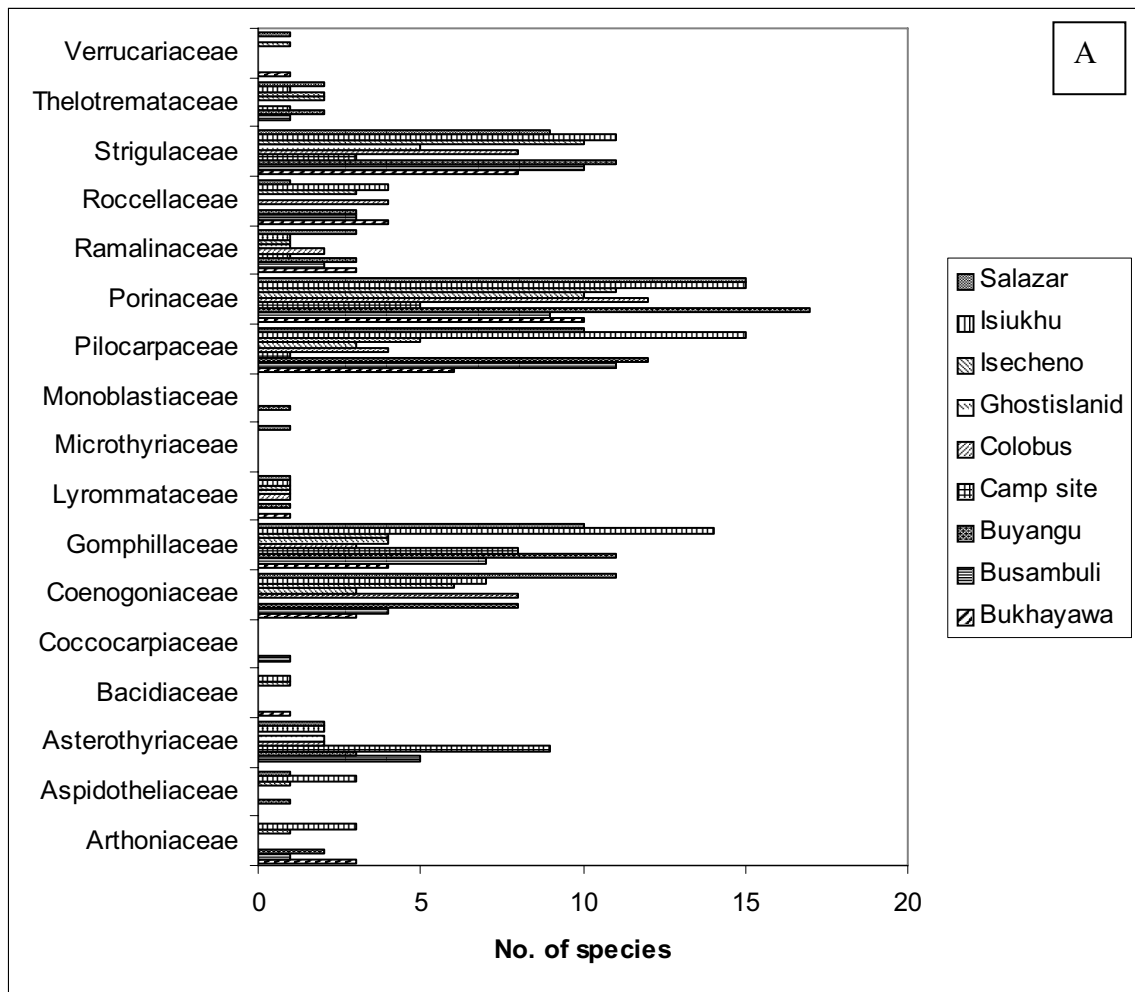 A
Verrucariaceae
Thelotremataceae
Strigulaceae
Roccellaceae
Ramalinaceae
Porinaceae
Pilocarpaceae
Monoblastiaceae
Microthyriaceae
Lyrommataceae
Gomphillaceae
Coenogoniaceae
Coccocarpiaceae
Bacidiaceae
Asterothyriaceae
Aspidotheliaceae
Arthoniaceae
Salazar
Isiukhu
Isecheno
Ghostislanid
Colobus
Camp site
Buyangu
Busambuli
Bukhayawa
0 5 10 15 20
No. of species